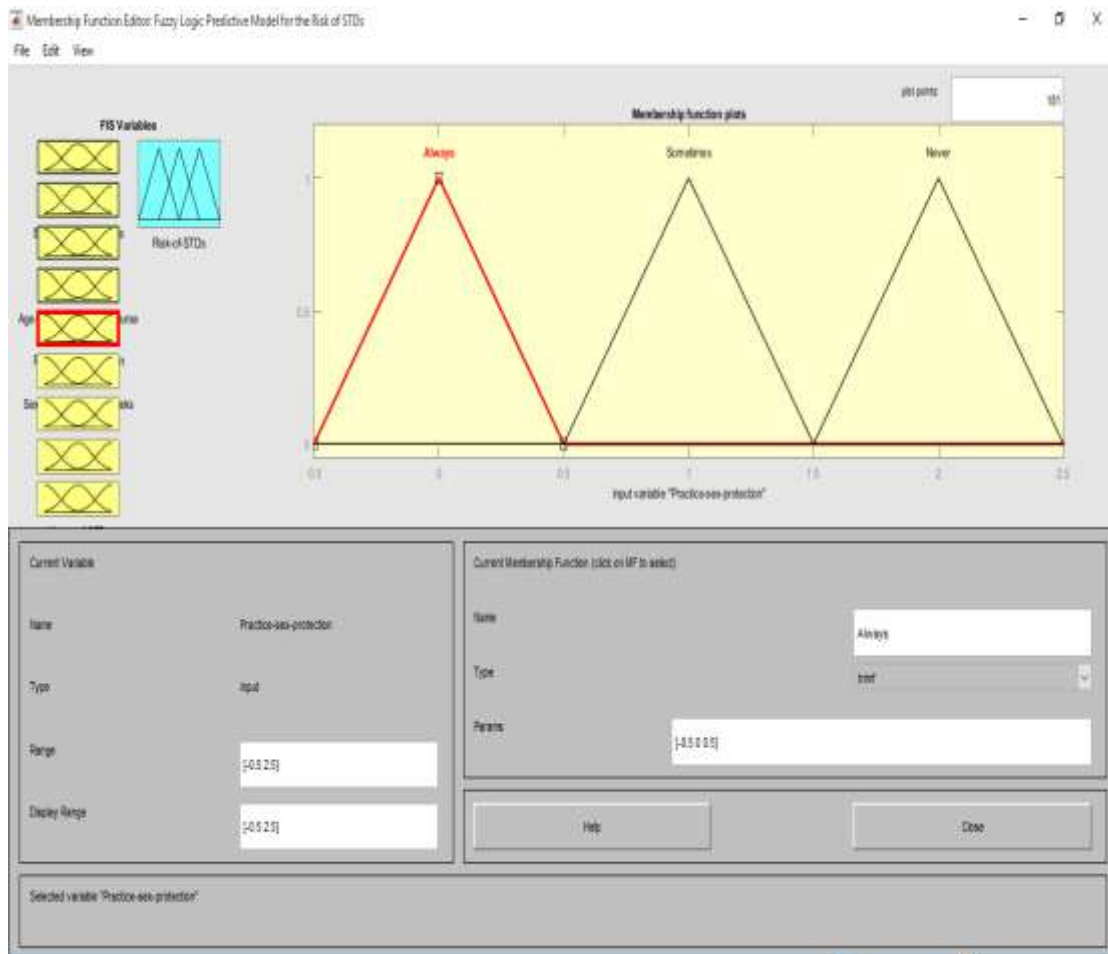 Membership Function Editor: Fuzzy Logic Predictive Model for the Risk of STDs
File Edit View
plot points:
181
FIS Variables
Membership function plots
Always Sometimes Never
Risk-of-STDs
1
0.5
0
-0.5 0 0.5 1 1.5 2 2.5
input variable "Practice-sex-protection"
Current Variable
Name Practice-sex-protection
Type input
Range [-0.5 2.5]
Display Range [-0.5 2.5]
Current Membership Function (click on MF to select)
Name Always
Type trimf
Params [-0.5 0 0.5]
Help Close
Selected variable "Practice-sex-protection"